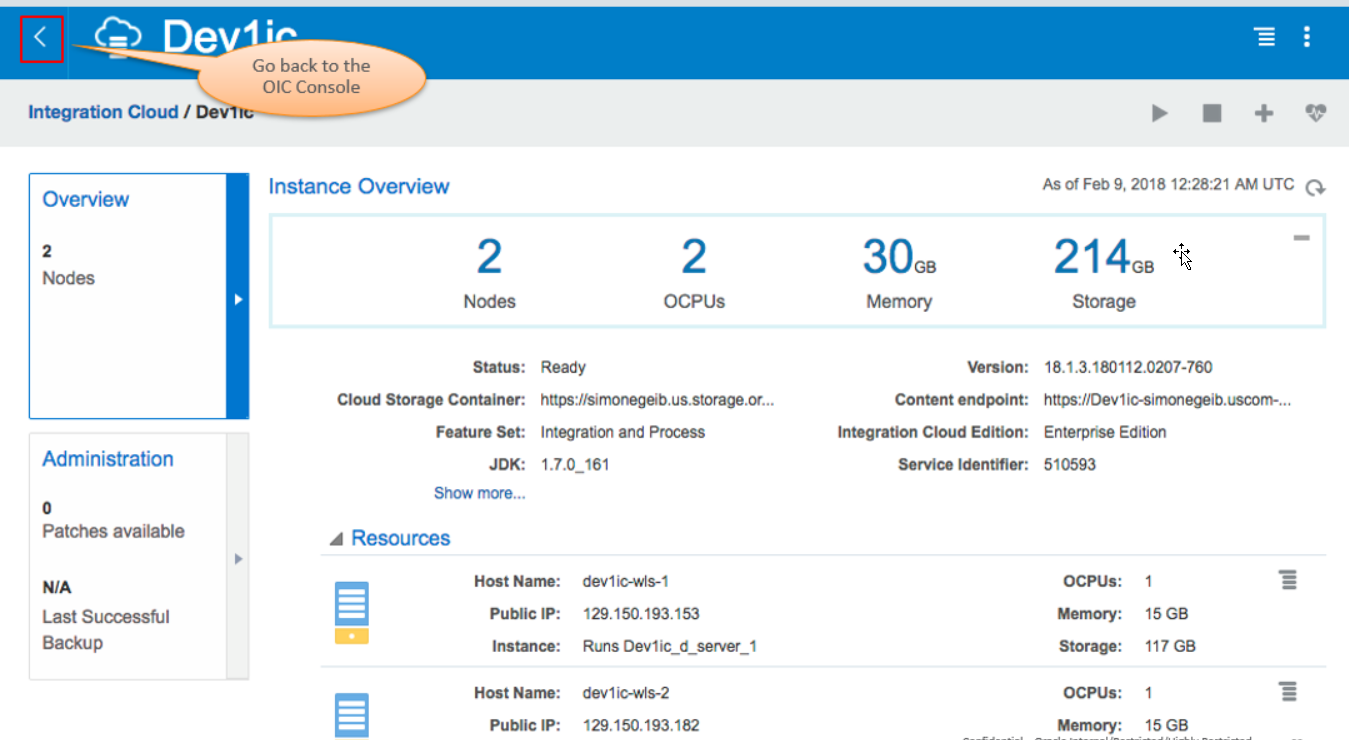 Dev1ic
Go back to the
OIC Console
Integration Cloud / Dev1ic
Overview
2
Nodes
Administration
0
Patches available
N/A
Last Successful
Backup
Instance Overview
As of Feb 9, 2018 12:28:21 AM UTC
2 2 30 GB 214 GB
Nodes OCPUs Memory Storage
Status: Ready Version: 18.1.3.180112.0207-760
Cloud Storage Container: https://simonegeib.us.storage.or... Content endpoint: https://Dev1ic-simonegeib.uscom-...
Feature Set: Integration and Process Integration Cloud Edition: Enterprise Edition
JDK: 1.7.0_161 Service Identifier: 510593
Show more...
Resources
Host Name: dev1ic-wls-1 OCPUs: 1
Public IP: 129.150.193.153 Memory: 15 GB
Instance: Runs Dev1ic_d_server_1 Storage: 117 GB
Host Name: dev1ic-wls-2 OCPUs: 1
Public IP: 129.150.193.182 Memory: 15 GB